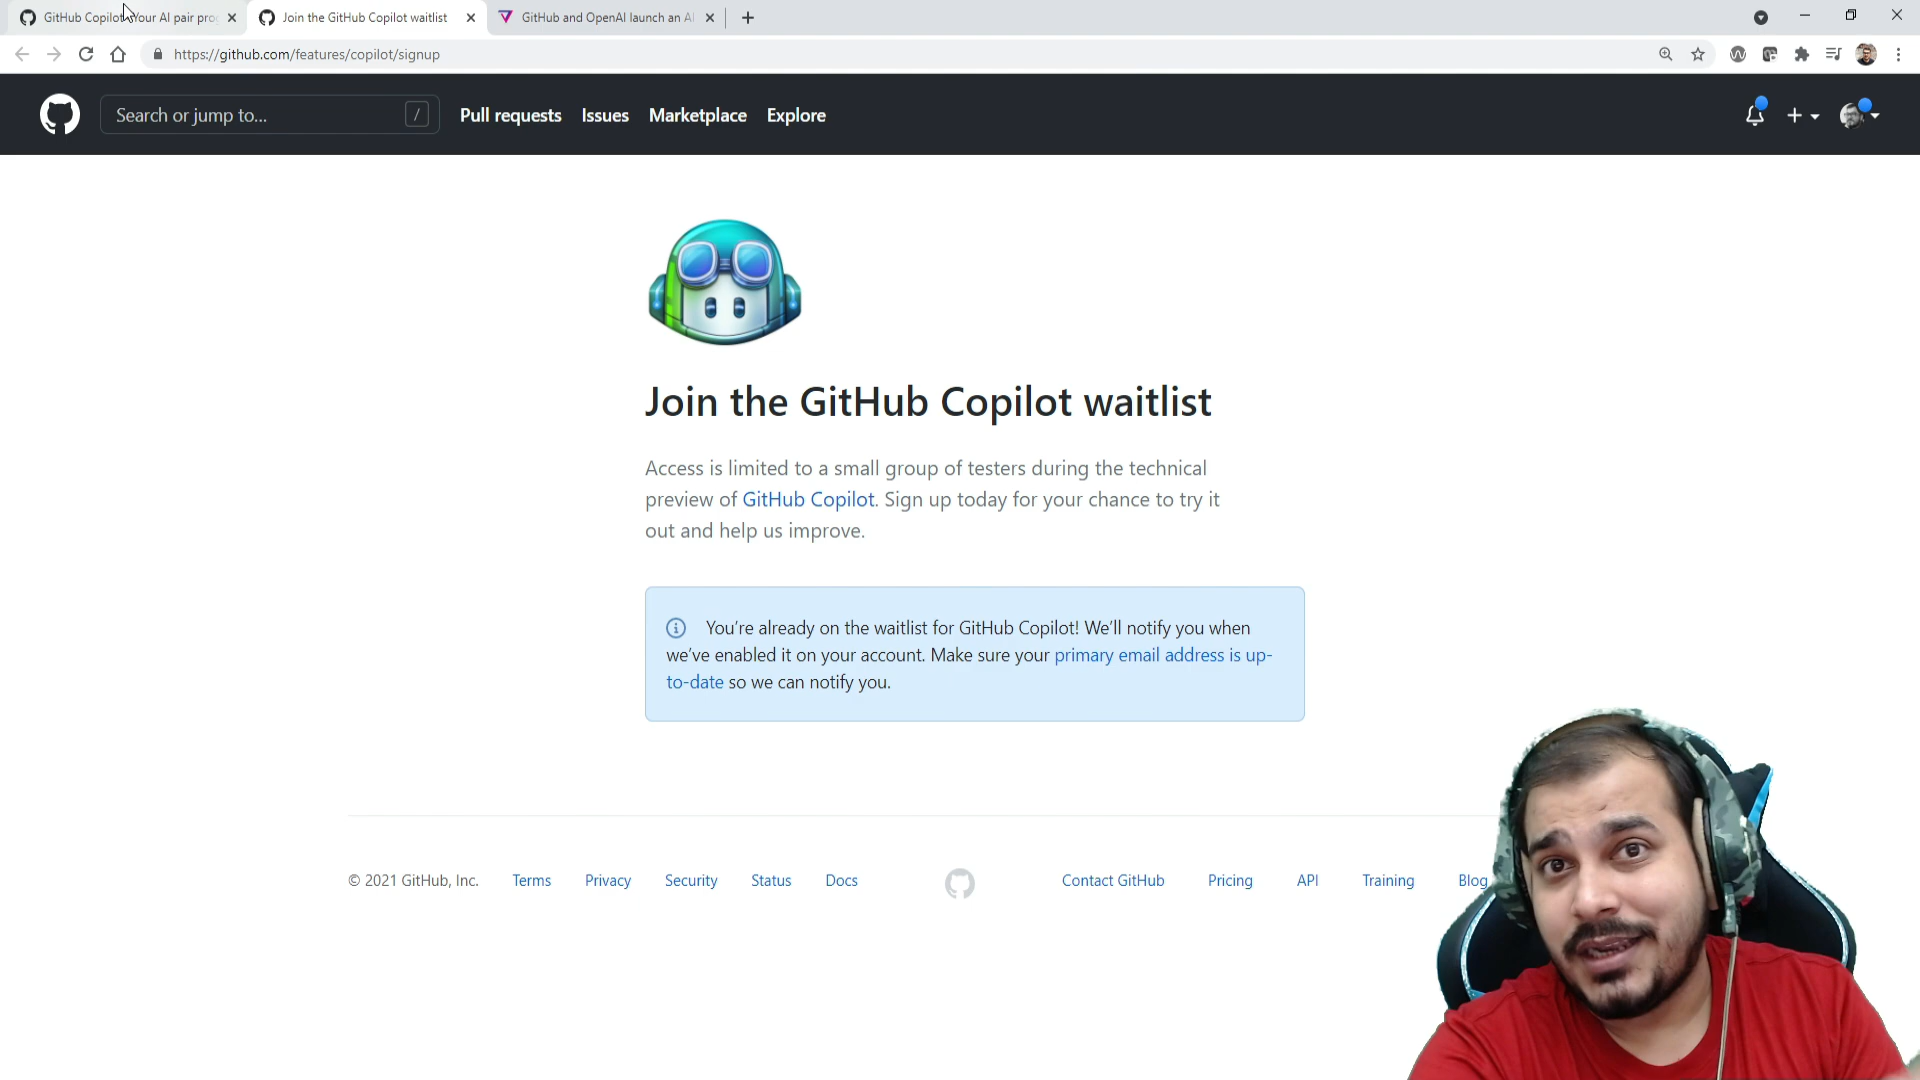 GitHub Copilot · Your AI pair pro
Join the GitHub Copilot waitlist
GitHub and OpenAI launch an A
https://github.com/features/copilot/signup
Search or jump to...
/
Pull requests
Issues
Marketplace
Explore
Join the GitHub Copilot waitlist
Access is limited to a small group of testers during the technical
preview of GitHub Copilot. Sign up today for your chance to try it
out and help us improve.
You're already on the waitlist for GitHub Copilot! We'll notify you when
we've enabled it on your account. Make sure your primary email address is up-
to-date so we can notify you.
© 2021 GitHub, Inc.
Terms
Privacy
Security
Status
Docs
Contact GitHub
Pricing
API
Training
Blog